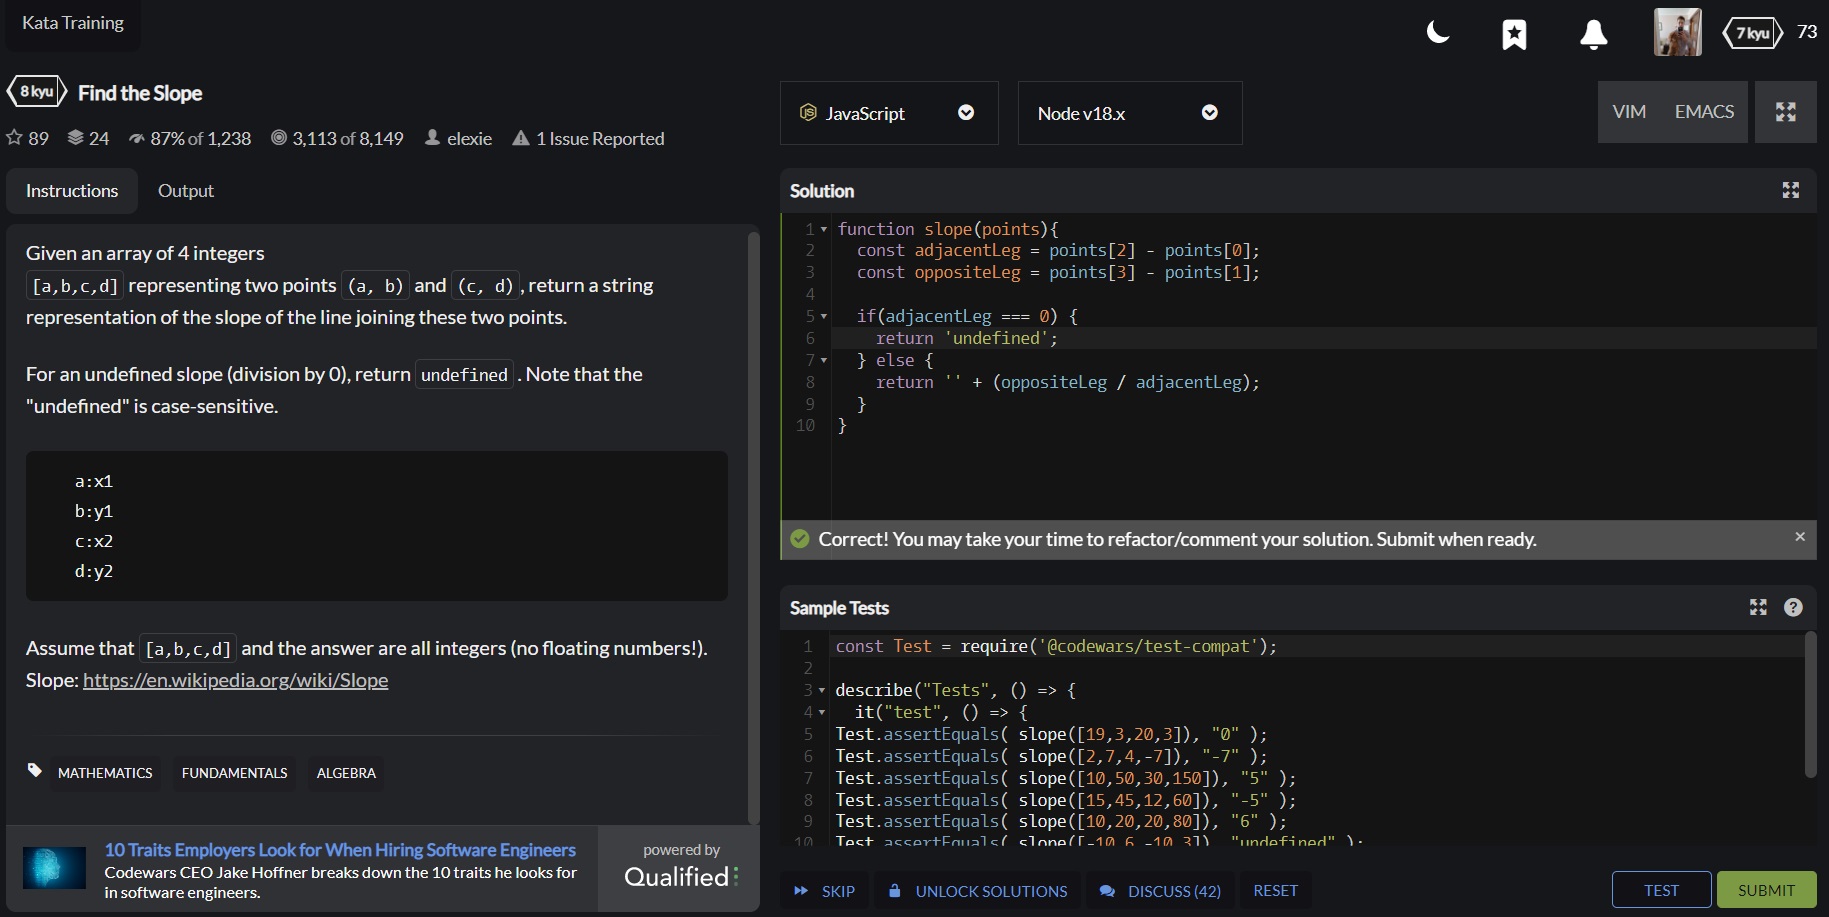 Kata Training
7 kyu 73
8 kyu Find the Slope
89 24 87% of 1,238 3,113 of 8,149 elexie 1 Issue Reported
Instructions Output
Given an array of 4 integers
[a,b,c,d] representing two points (a, b) and (c, d), return a string
representation of the slope of the line joining these two points.
For an undefined slope (division by 0), return undefined . Note that the
"undefined" is case-sensitive.
a:x1
b:y1
c:x2
d:y2
Assume that [a,b,c,d] and the answer are all integers (no floating numbers!).
Slope: https://en.wikipedia.org/wiki/Slope
MATHEMATICS FUNDAMENTALS ALGEBRA
10 Traits Employers Look for When Hiring Software Engineers
Codewars CEO Jake Hoffner breaks down the 10 traits he looks for
in software engineers.
powered by
Qualified
JavaScript Node v18.x VIM EMACS
Solution
1 function slope(points){
2 const adjacentLeg = points[2] - points[0];
3 const oppositeLeg = points[3] - points[1];
4
5 if(adjacentLeg === 0) {
6 return 'undefined';
7 } else {
8 return '' + (oppositeLeg / adjacentLeg);
9 }
10 }
Correct! You may take your time to refactor/comment your solution. Submit when ready. ×
Sample Tests ?
1 const Test = require('@codewars/test-compat');
2
3 describe("Tests", () => {
4 it("test", () => {
5 Test.assertEquals( slope([19,3,20,3]), "0" );
6 Test.assertEquals( slope([2,7,4,-7]), "-7" );
7 Test.assertEquals( slope([10,50,30,150]), "5" );
8 Test.assertEquals( slope([15,45,12,60]), "-5" );
9 Test.assertEquals( slope([10,20,20,80]), "6" );
10 Test.assertEquals( slope([-10,6,-10,3]), "undefined" );
SKIP UNLOCK SOLUTIONS DISCUSS (42) RESET TEST SUBMIT